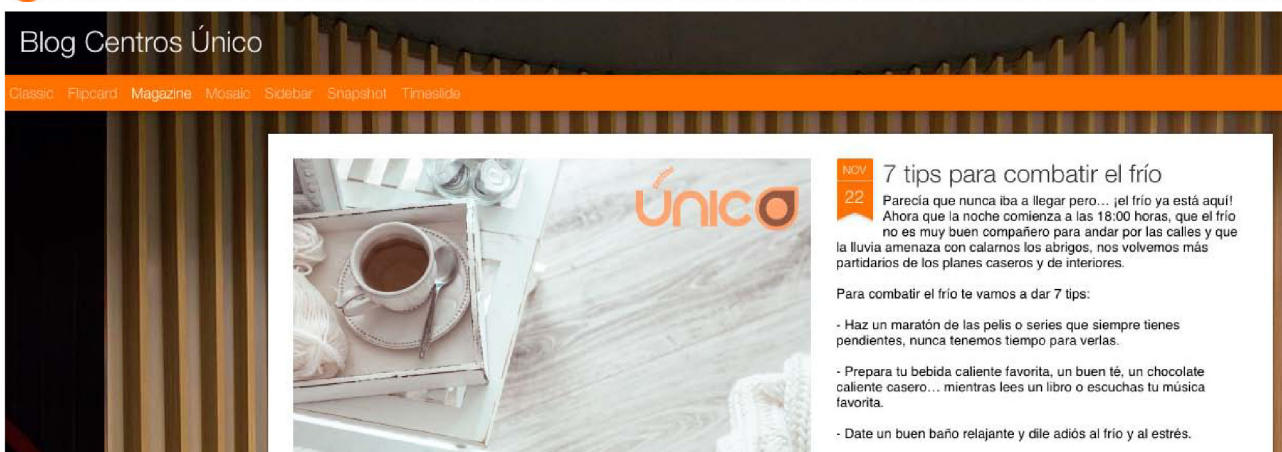 Blog Centros Único
Classic Flipcard Magazine Mosaic Sidebar Snapshot Timeslide
centros
Único
NOV
22
7 tips para combatir el frío
Parecía que nunca iba a llegar pero… ¡el frío ya está aquí!
Ahora que la noche comienza a las 18:00 horas, que el frío
no es muy buen compañero para andar por las calles y que
la lluvia amenaza con calarnos los abrigos, nos volvemos más
partidarios de los planes caseros y de interiores.
Para combatir el frío te vamos a dar 7 tips:
- Haz un maratón de las pelis o series que siempre tienes
pendientes, nunca tenemos tiempo para verlas.
- Prepara tu bebida caliente favorita, un buen té, un chocolate
caliente casero… mientras lees un libro o escuchas tu música
favorita.
- Date un buen baño relajante y dile adiós al frío y al estrés.